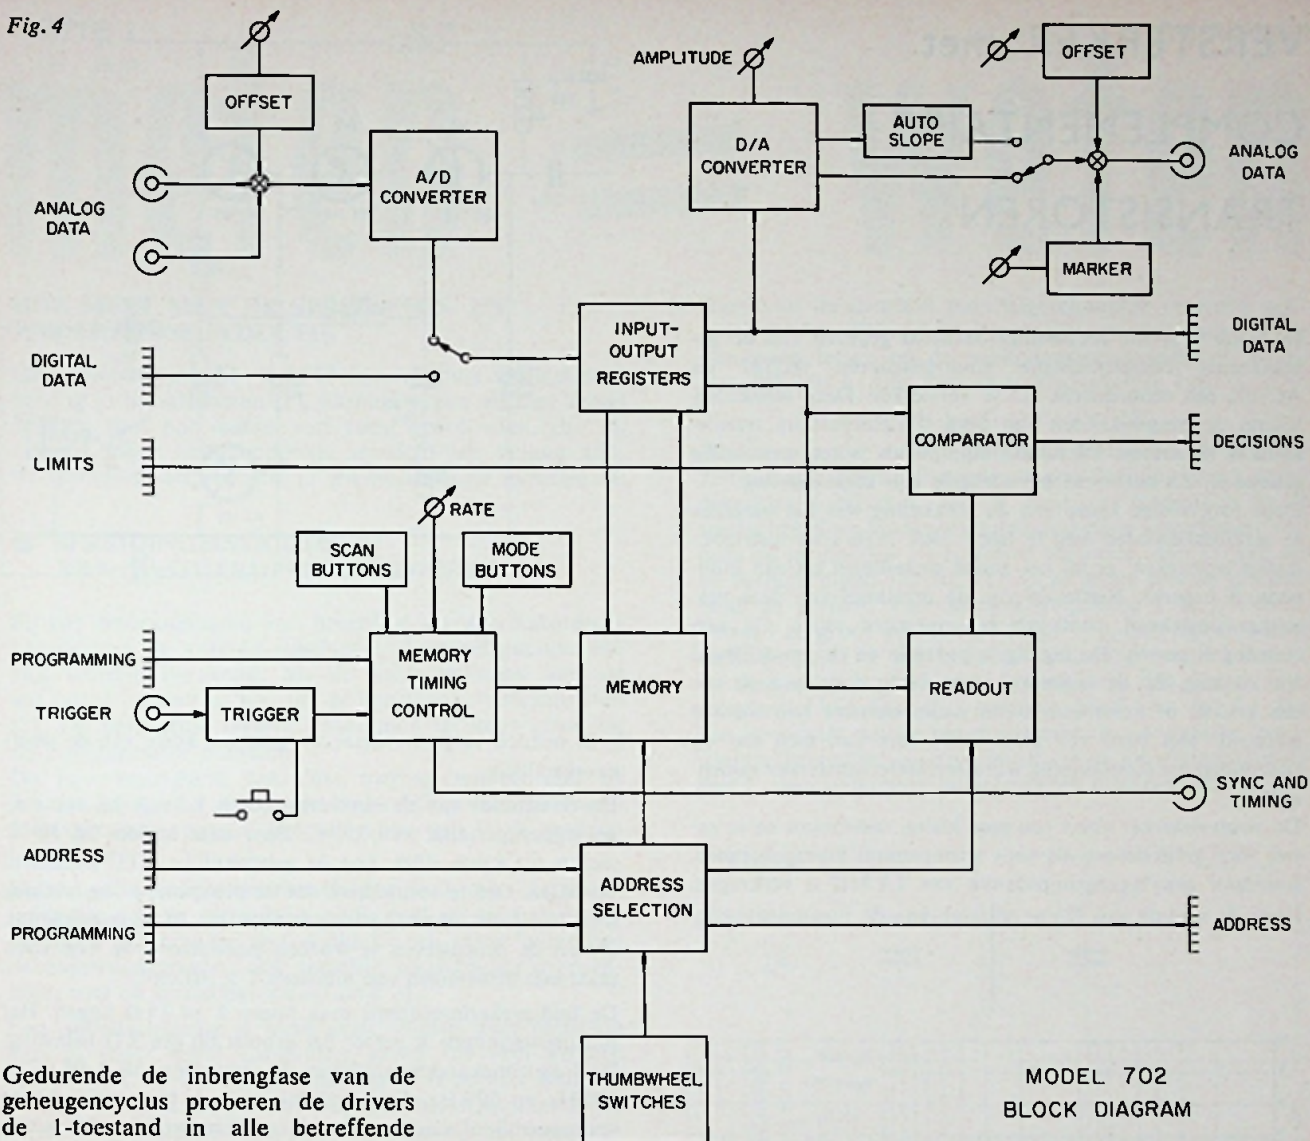 Fig. 4
OFFSET
A/D
CONVERTER
ANALOG
DATA
AMPLITUDE
D/A
CONVERTER
AUTO
SLOPE
OFFSET
ANALOG
DATA
MARKER
DIGITAL
DATA
INPUT-
OUTPUT
REGISTERS
DIGITAL
DATA
LIMITS
COMPARATOR
DECISIONS
RATE
SCAN
BUTTONS
MODE
BUTTONS
PROGRAMMING
MEMORY
TIMING
CONTROL
MEMORY
READOUT
TRIGGER
TRIGGER
SYNC AND
TIMING
ADDRESS
ADDRESS
SELECTION
PROGRAMMING
ADDRESS
THUMBWHEEL
SWITCHES
MODEL 702
BLOCK DIAGRAM
Gedurende de inbrengfase van de
geheugencyclus proberen de drivers
de 1-toestand in alle betreffende